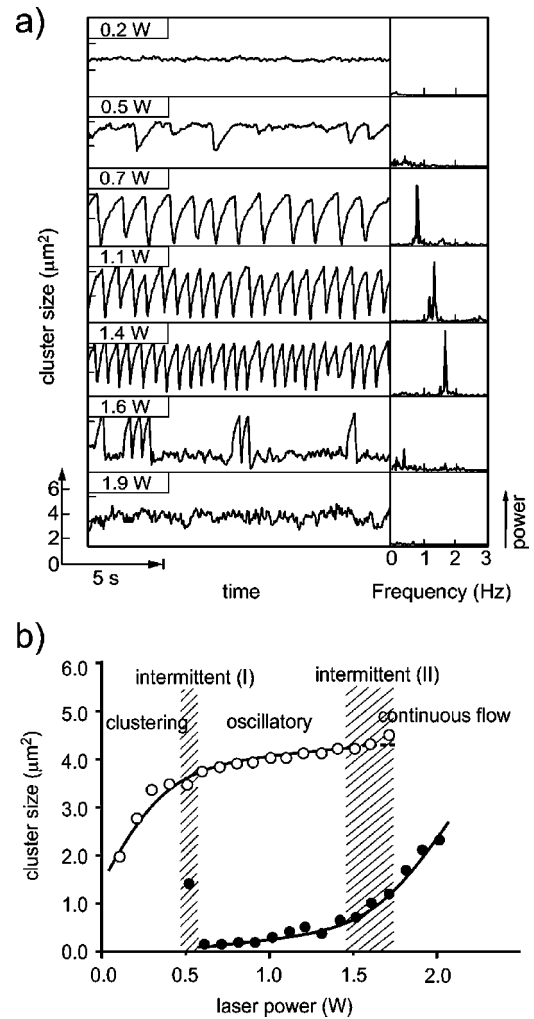 a)
0.2 W
0.5 W
0.7 W
1.1 W
1.4 W
1.6 W
1.9 W
cluster size (μm²)
6
4
2
0
5 s
time
0 1 2 3
Frequency (Hz)
power
b)
6.0
5.0
4.0
3.0
2.0
1.0
0.0
cluster size (μm²)
intermittent (I)
intermittent (II)
clustering
oscillatory
continuous flow
0.0 0.5 1.0 1.5 2.0
laser power (W)